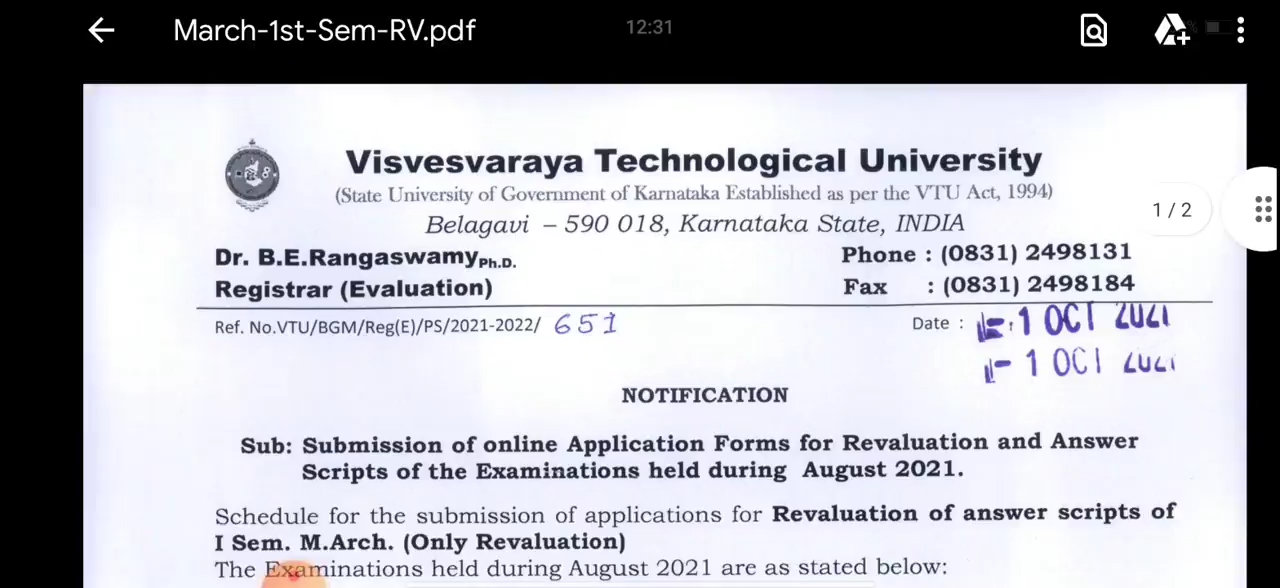 March-1st-Sem-RV.pdf
12:31
Visvesvaraya Technological University
(State University of Government of Karnataka Established as per the VTU Act, 1994)
Belagavi – 590 018, Karnataka State, INDIA
1 / 2
Dr. B.E.Rangaswamy Ph.D.
Phone : (0831) 2498131
Registrar (Evaluation)
Fax : (0831) 2498184
Ref. No.VTU/BGM/Reg(E)/PS/2021-2022/ 651
Date : 1 OCT 2021
1 OCT 2021
NOTIFICATION
Sub: Submission of online Application Forms for Revaluation and Answer
Scripts of the Examinations held during August 2021.
Schedule for the submission of applications for Revaluation of answer scripts of
I Sem. M.Arch. (Only Revaluation)
The Examinations held during August 2021 are as stated below: